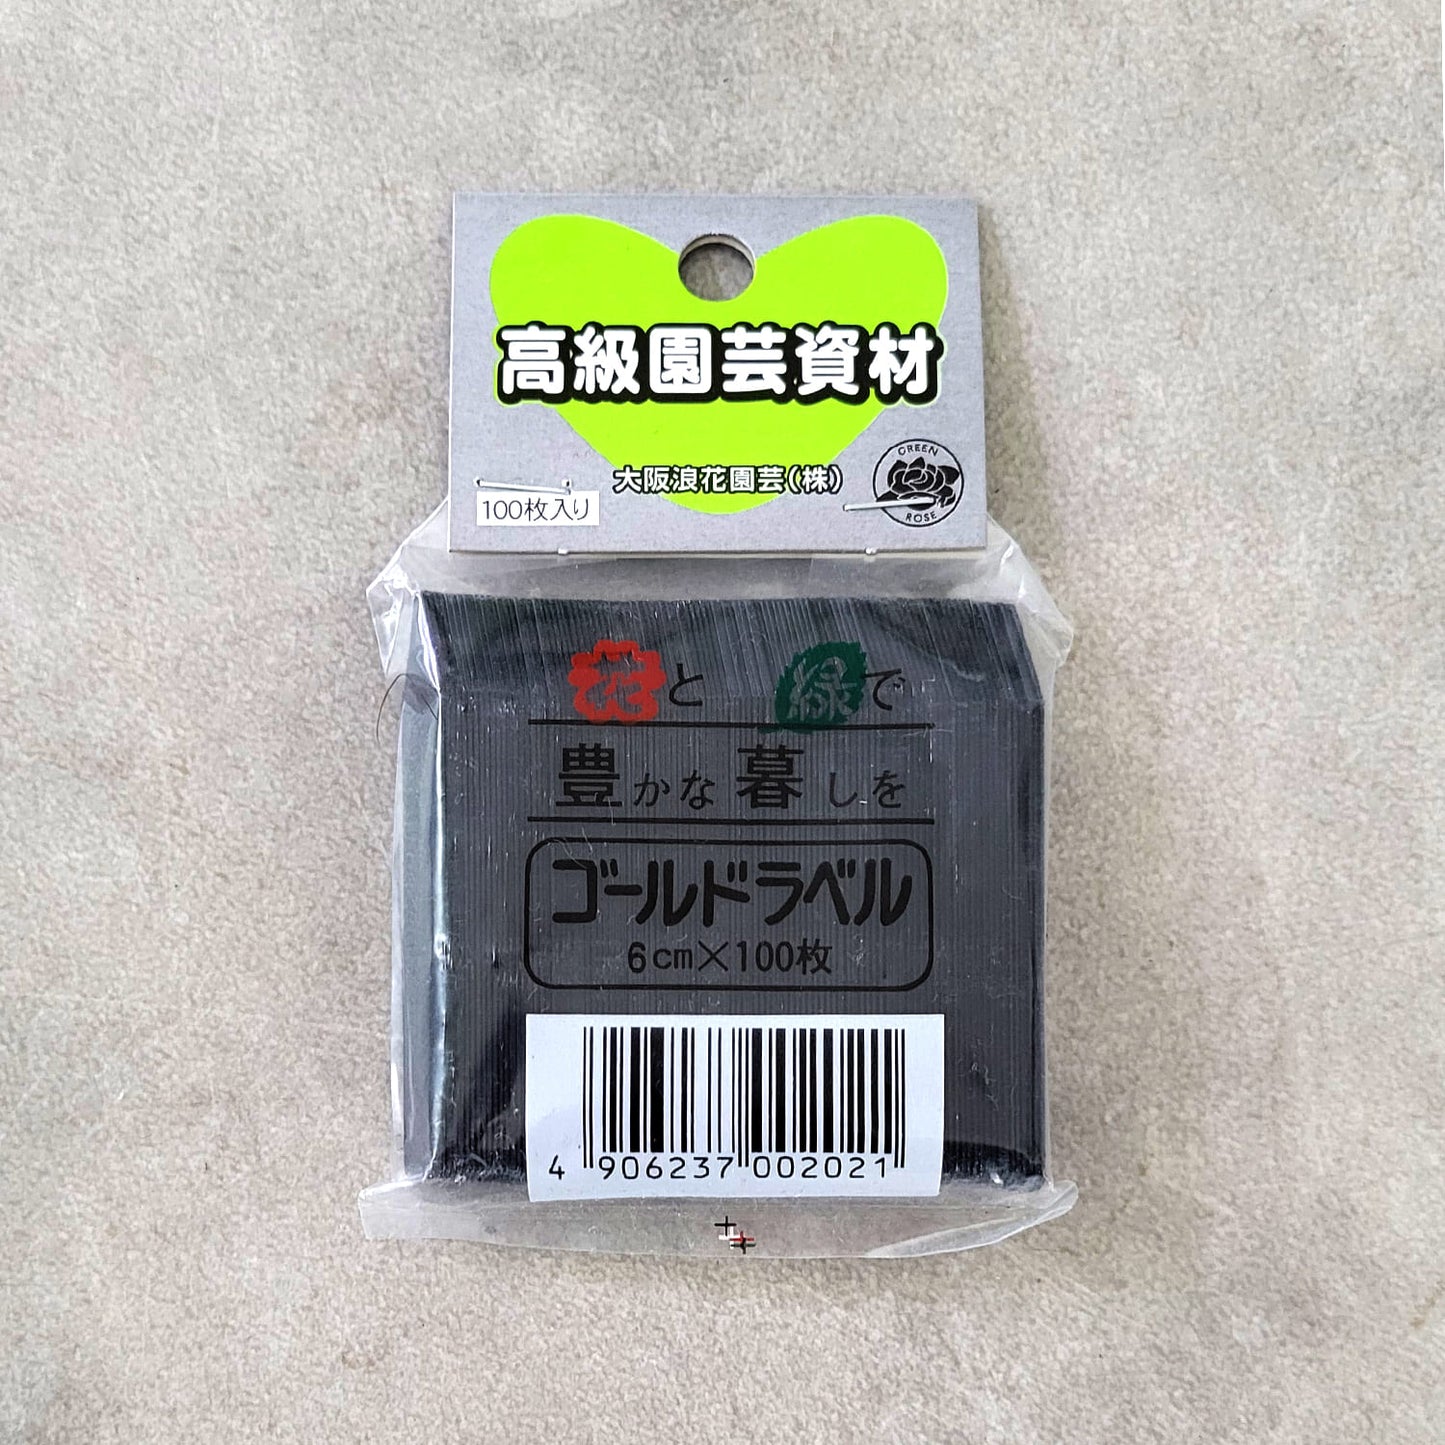 高級園芸資材
大阪浪花園芸(株)
GREEN
ROSE
100枚入り
花と 緑で
豊かな暮しを
ゴールドラベル
6cm×100枚
4 906237 002021